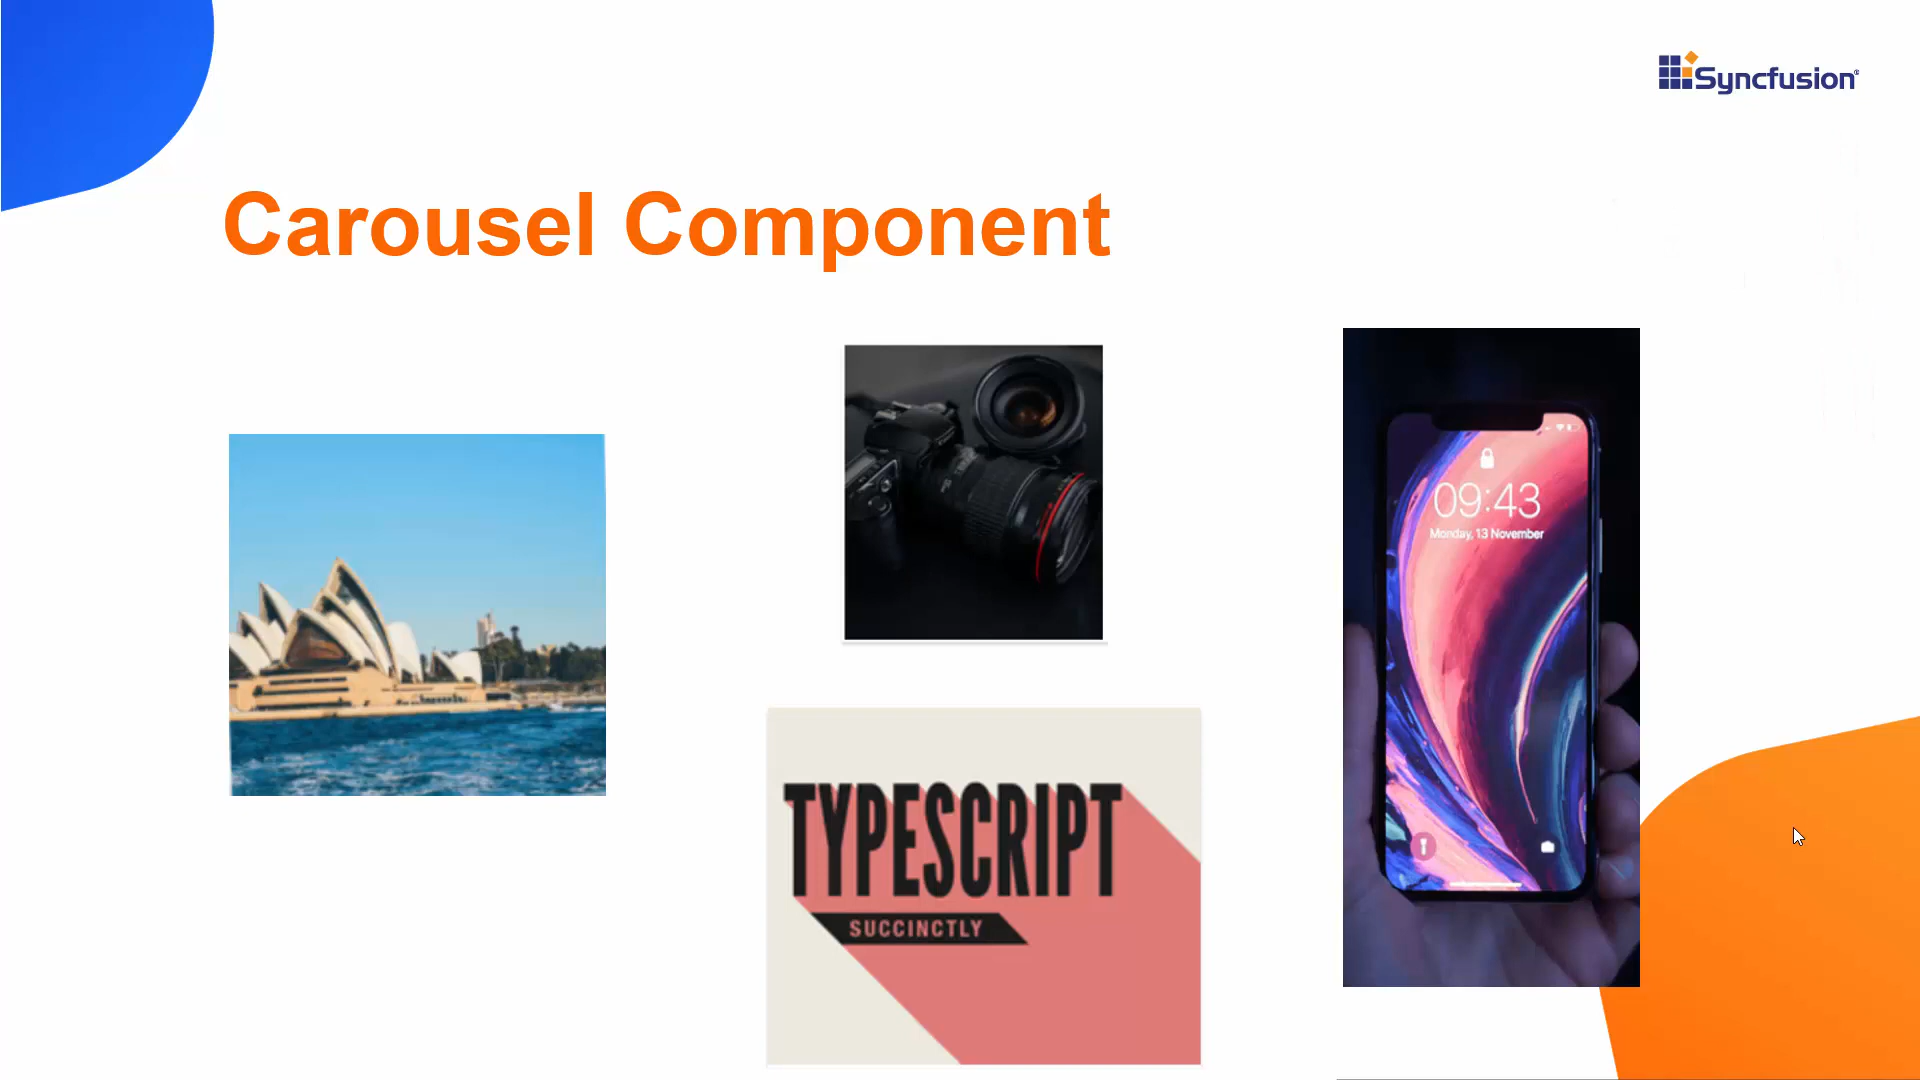 Syncfusion®
Carousel Component
09:43
Monday, 13 November
TYPESCRIPT
SUCCINCTLY